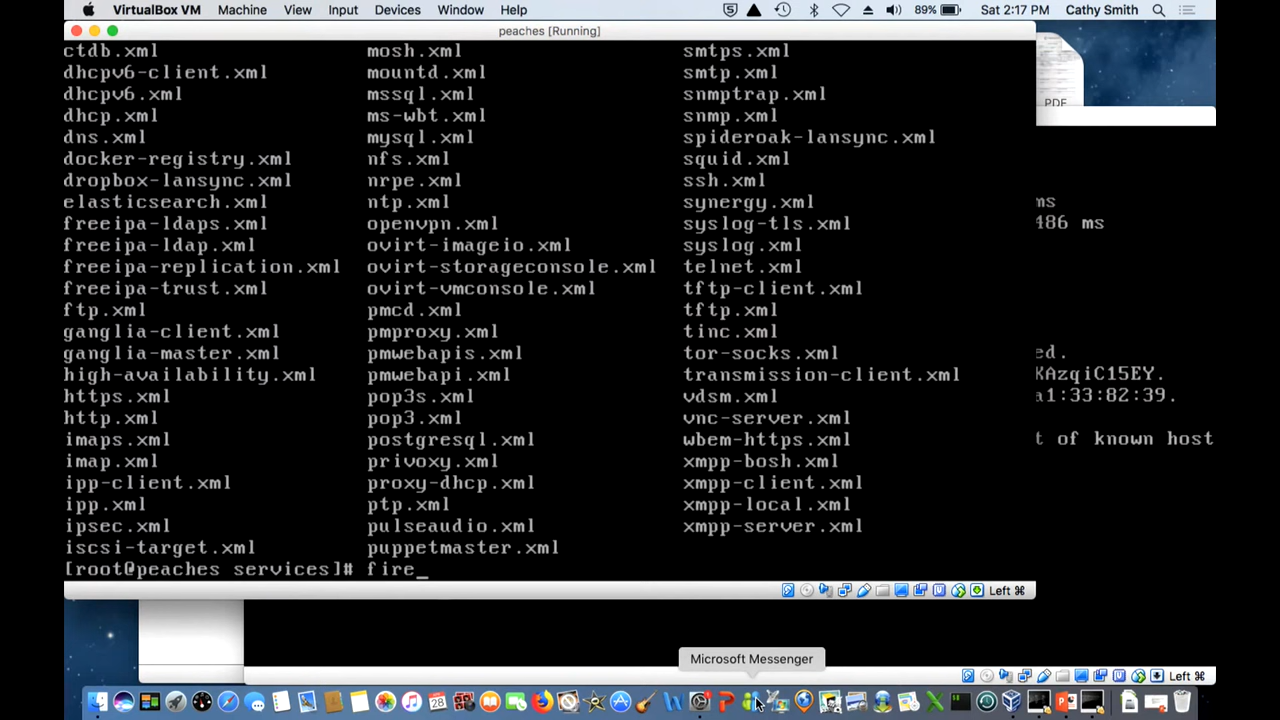 VirtualBox VM Machine View Input Devices Window Help 89% Sat 2:17 PM Cathy Smith
peaches [Running]
ctdb.xml mosh.xml smtps.xml
dhcpv6-client.xml mountd.xml smtp.xml
dhcpv6.xml mssql.xml snmptrap.xml
PDF
dhcp.xml ms-wbt.xml snmp.xml
dns.xml mysql.xml spideroak-lansync.xml
docker-registry.xml nfs.xml squid.xml
dropbox-lansync.xml nrpe.xml ssh.xml
elasticsearch.xml ntp.xml synergy.xml ms
freeipa-ldaps.xml openvpn.xml syslog-tls.xml 486 ms
freeipa-ldap.xml ovirt-imageio.xml syslog.xml
freeipa-replication.xml ovirt-storageconsole.xml telnet.xml
freeipa-trust.xml ovirt-vmconsole.xml tftp-client.xml
ftp.xml pmcd.xml tftp.xml
ganglia-client.xml pmproxy.xml tinc.xml
ganglia-master.xml pmwebapis.xml tor-socks.xml ed.
high-availability.xml pmwebapi.xml transmission-client.xml KAzqiC15EY.
https.xml pop3s.xml vdsm.xml a1:33:82:39.
http.xml pop3.xml vnc-server.xml
imaps.xml postgresql.xml wbem-https.xml t of known host
imap.xml privoxy.xml xmpp-bosh.xml
ipp-client.xml proxy-dhcp.xml xmpp-client.xml
ipp.xml ptp.xml xmpp-local.xml
ipsec.xml pulseaudio.xml xmpp-server.xml
iscsi-target.xml puppetmaster.xml
[root@peaches services]# fire_
Left ⌘
Microsoft Messenger
Left ⌘